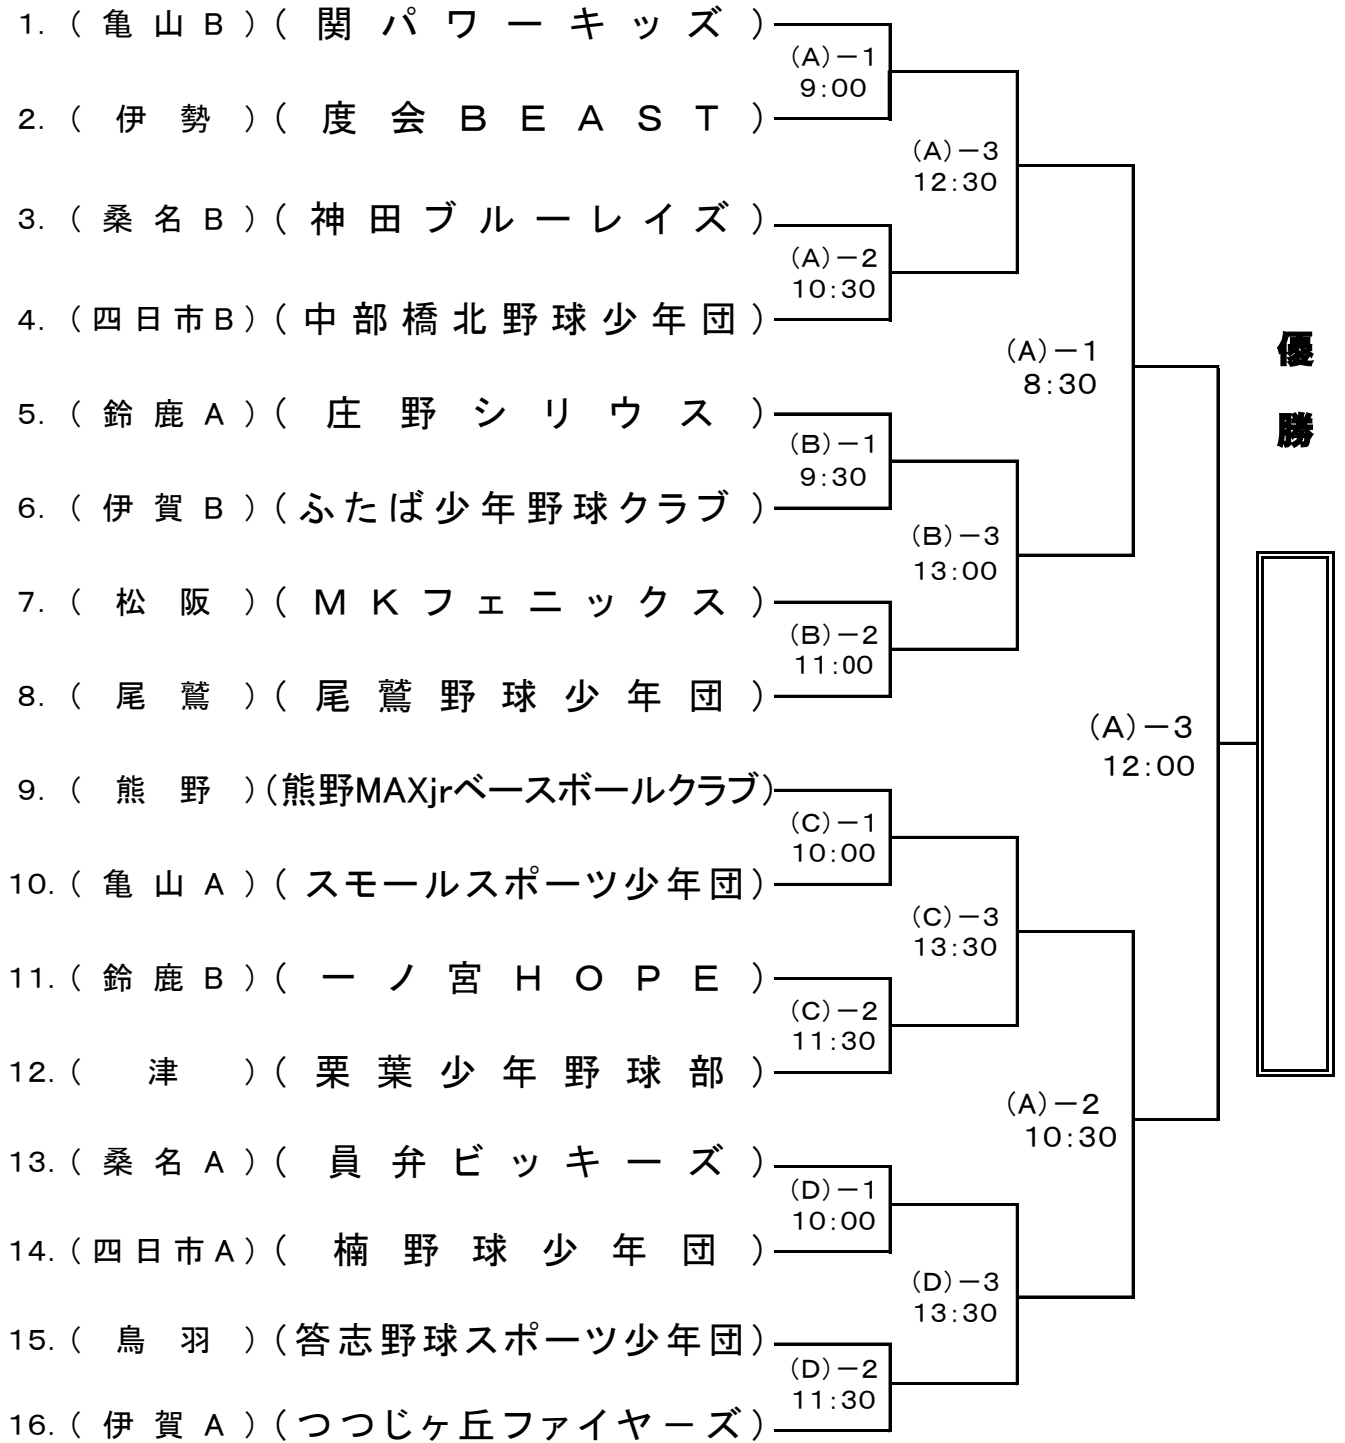 1. （亀山B）（関パワーキッズ）
(A)－1
9:00
2. （伊勢）（度会BEAST）
(A)－3
12:30
3. （桑名B）（神田ブルーレイズ）
(A)－2
10:30
4. （四日市B）（中部橋北野球少年団）
(A)－1
8:30
5. （鈴鹿A）（庄野シリウス）
(B)－1
9:30
6. （伊賀B）（ふたば少年野球クラブ）
(B)－3
13:00
7. （松阪）（MKフェニックス）
(B)－2
11:00
8. （尾鷲）（尾鷲野球少年団）
(A)－3
12:00
優勝
9. （熊野）（熊野MAXjrベースボールクラブ）
(C)－1
10:00
10. （亀山A）（スモールスポーツ少年団）
(C)－3
13:30
11. （鈴鹿B）（一ノ宮HOPE）
(C)－2
11:30
12. （津）（栗葉少年野球部）
(A)－2
10:30
13. （桑名A）（員弁ビッキーズ）
(D)－1
10:00
14. （四日市A）（楠野球少年団）
(D)－3
13:30
15. （鳥羽）（答志野球スポーツ少年団）
(D)－2
11:30
16. （伊賀A）（つつじヶ丘ファイヤーズ）